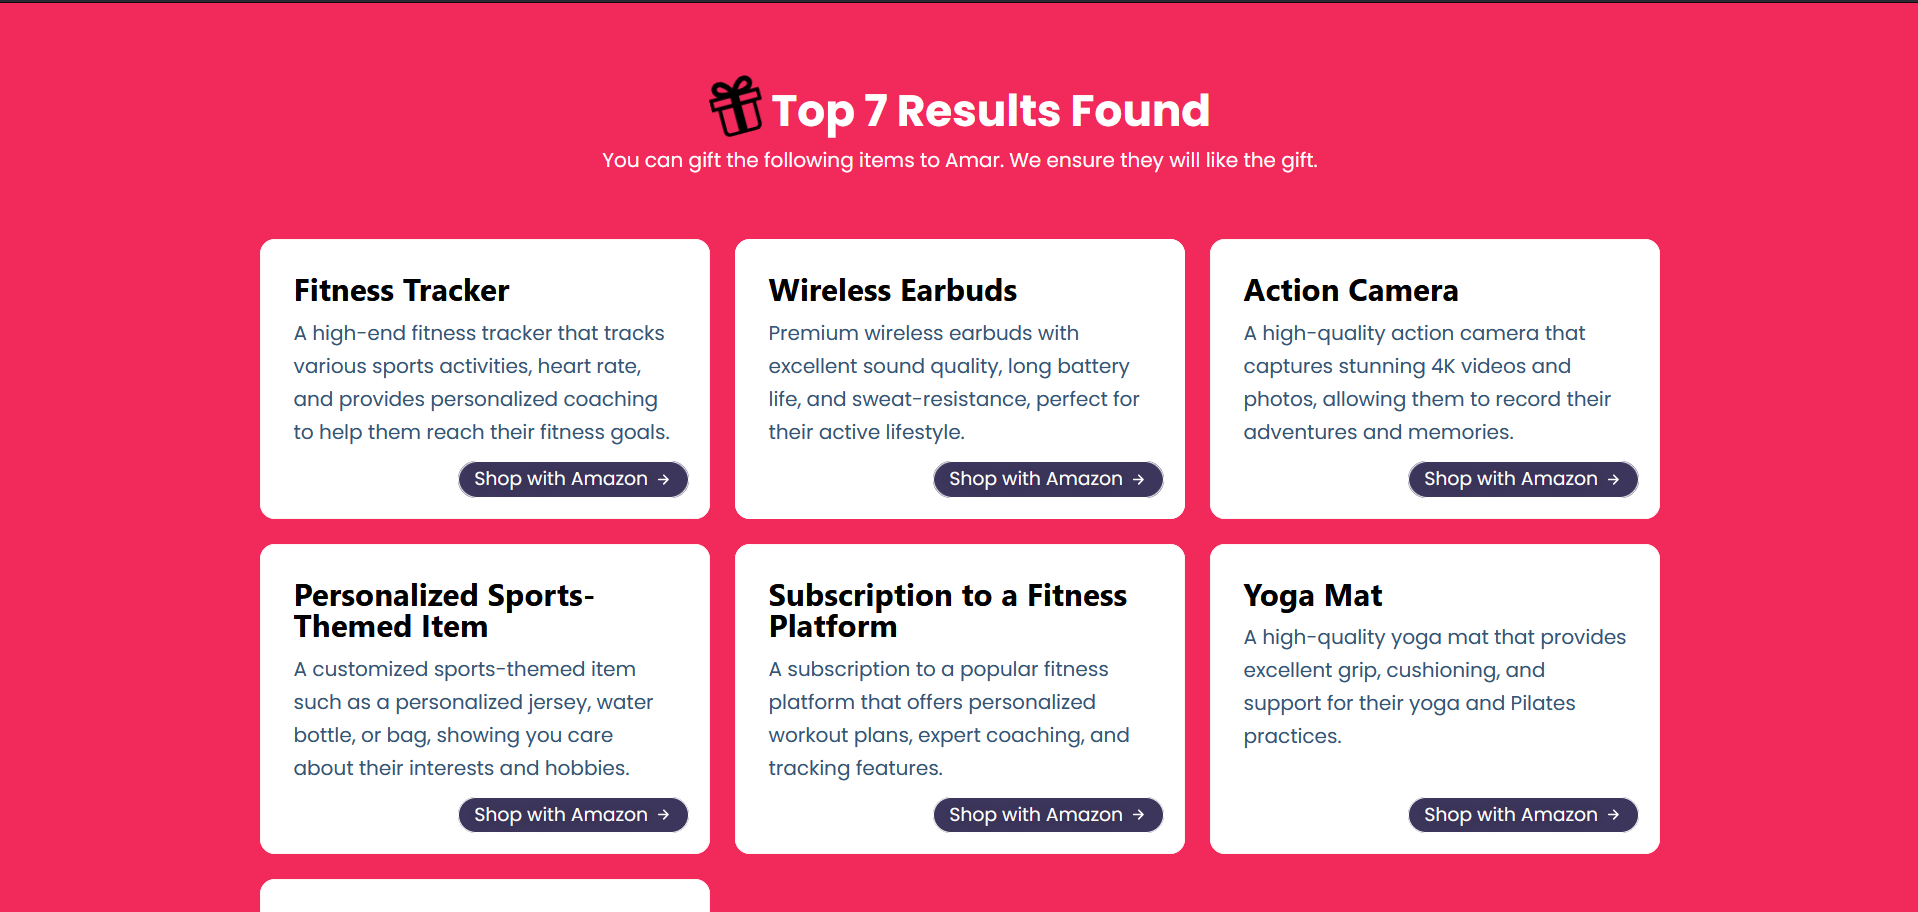 Top 7 Results Found
You can gift the following items to Amar. We ensure they will like the gift.
Fitness Tracker
A high-end fitness tracker that tracks
various sports activities, heart rate,
and provides personalized coaching
to help them reach their fitness goals.
Shop with Amazon →
Wireless Earbuds
Premium wireless earbuds with
excellent sound quality, long battery
life, and sweat-resistance, perfect for
their active lifestyle.
Shop with Amazon →
Action Camera
A high-quality action camera that
captures stunning 4K videos and
photos, allowing them to record their
adventures and memories.
Shop with Amazon →
Personalized Sports-
Themed Item
A customized sports-themed item
such as a personalized jersey, water
bottle, or bag, showing you care
about their interests and hobbies.
Shop with Amazon →
Subscription to a Fitness
Platform
A subscription to a popular fitness
platform that offers personalized
workout plans, expert coaching, and
tracking features.
Shop with Amazon →
Yoga Mat
A high-quality yoga mat that provides
excellent grip, cushioning, and
support for their yoga and Pilates
practices.
Shop with Amazon →